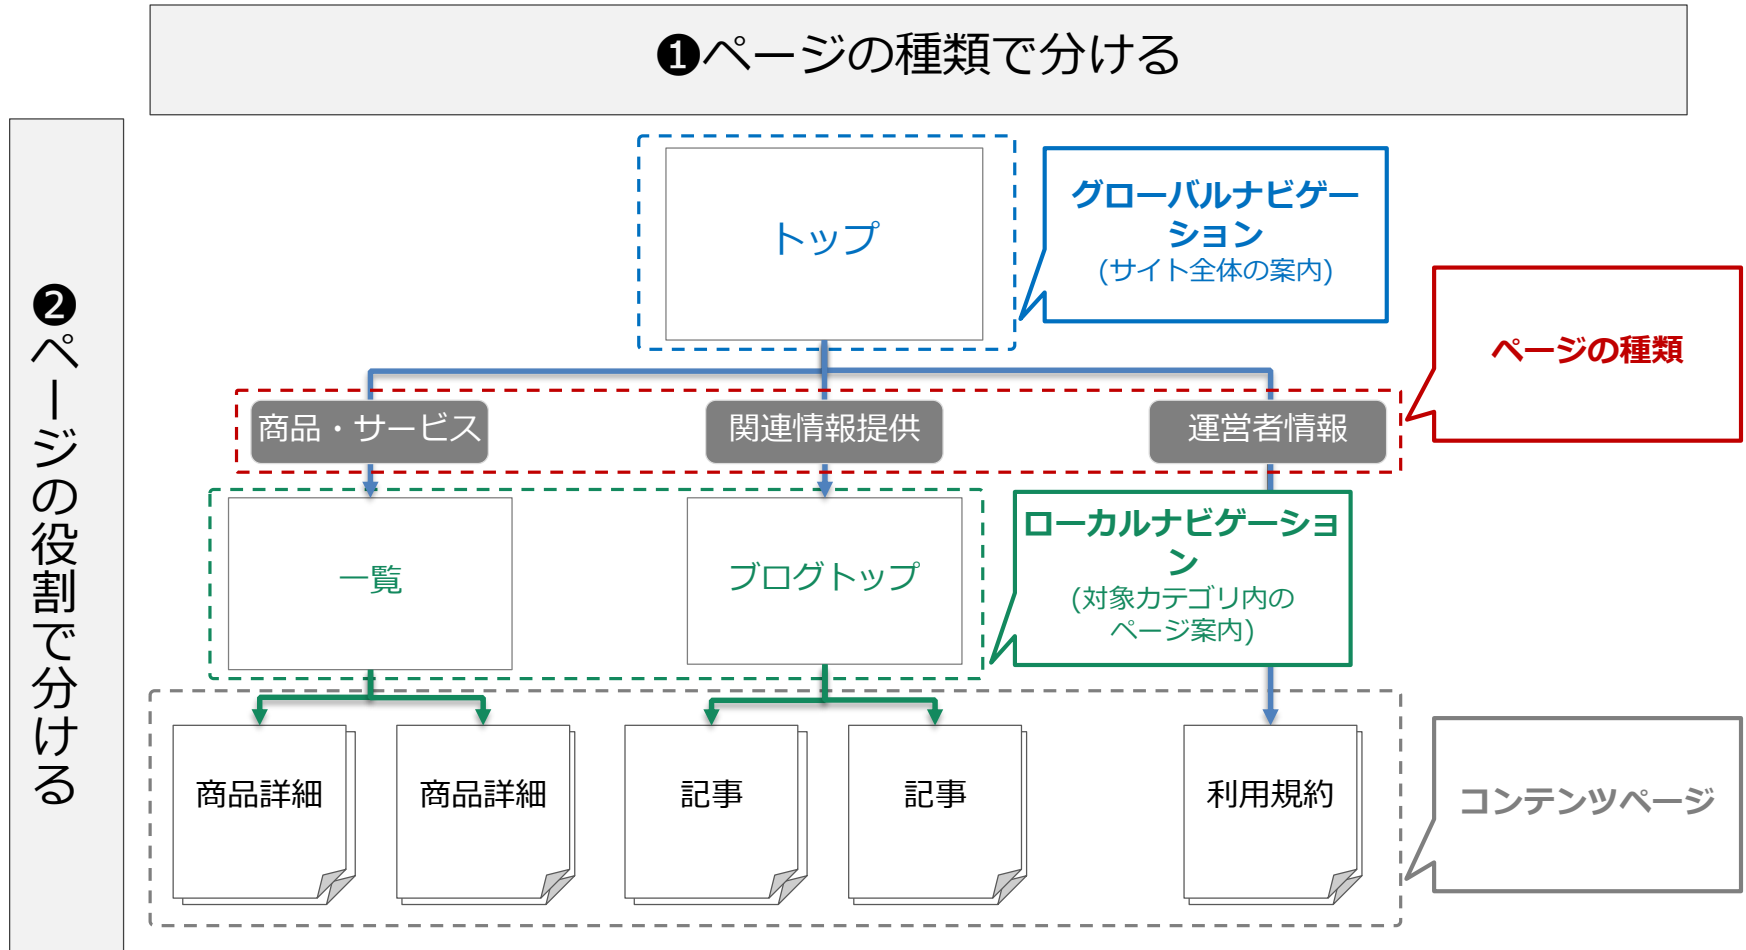 ❶ページの種類で分ける
❷ページの役割で分ける
トップ
グローバルナビゲー
ション
(サイト全体の案内)
ページの種類
商品・サービス
関連情報提供
運営者情報
一覧
ブログトップ
ローカルナビゲーショ
ン
(対象カテゴリ内の
ページ案内)
商品詳細
商品詳細
記事
記事
利用規約
コンテンツページ